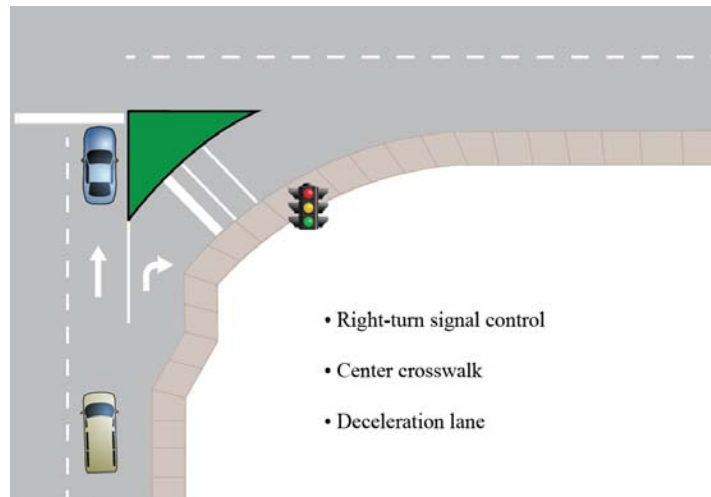 • Right-turn signal control
• Center crosswalk
• Deceleration lane